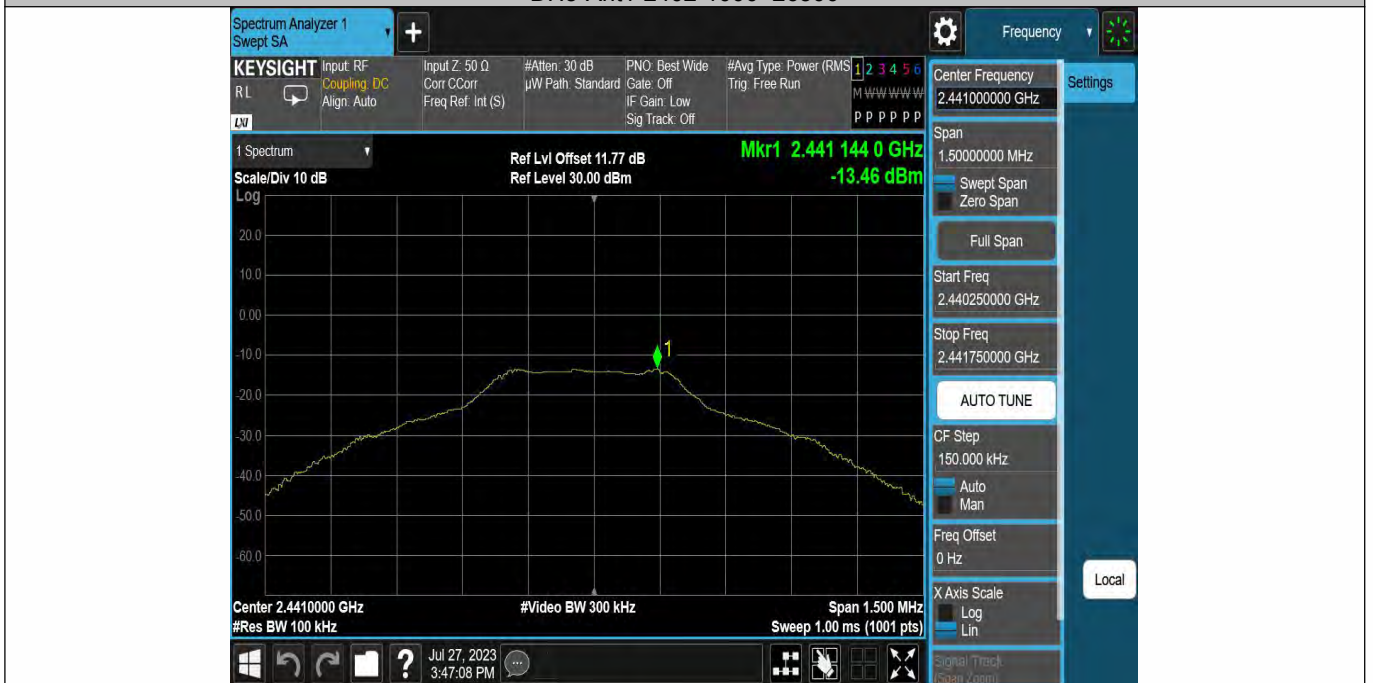 Spectrum Analyzer 1
Swept SA
+
Frequency
KEYSIGHT
RL
LXI
Input: RF
Coupling: DC
Align: Auto
Input Z: 50 Ω
Corr CCorr
Freq Ref: Int (S)
#Atten: 30 dB
µW Path: Standard
PNO: Best Wide
Gate: Off
IF Gain: Low
Sig Track: Off
#Avg Type: Power (RMS
Trig: Free Run
1 2 3 4 5 6
M W W W W W
P P P P P P
Center Frequency
2.441000000 GHz
Settings
Span
1.50000000 MHz
Swept Span
Zero Span
Full Span
Start Freq
2.440250000 GHz
Stop Freq
2.441750000 GHz
AUTO TUNE
CF Step
150.000 kHz
Auto
Man
Freq Offset
0 Hz
X Axis Scale
Log
Lin
Signal Track
(Span Zoom)
Local
1 Spectrum
Scale/Div 10 dB
Log
Ref Lvl Offset 11.77 dB
Ref Level 30.00 dBm
Mkr1 2.441 144 0 GHz
-13.46 dBm
20.0
10.0
0.00
-10.0
-20.0
-30.0
-40.0
-50.0
-60.0
1
Center 2.4410000 GHz
#Res BW 100 kHz
#Video BW 300 kHz
Span 1.500 MHz
Sweep 1.00 ms (1001 pts)
?
Jul 27, 2023
3:47:08 PM